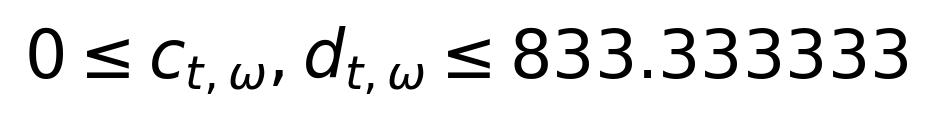 0 ≤ c_{t, ω}, d_{t, ω} ≤ 833.333333